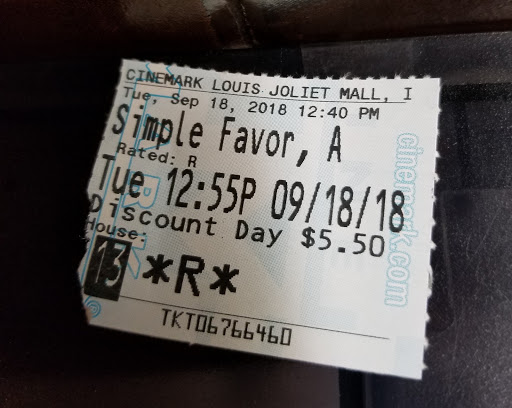 CINEMARK LOUIS JOLIET MALL, I
Tue, Sep 18, 2018 12:40 PM
Simple Favor, A
Rated: R
Tue 12:55P 09/18/18
Discount Day $5.50
House:
13 *R*
TKT06766460
cinemark.com